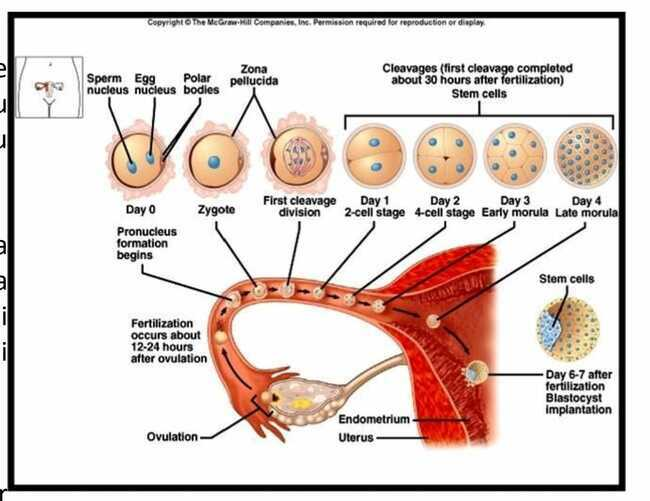 Copyright © The McGraw-Hill Companies, Inc. Permission required for reproduction or display.
Sperm
nucleus
Egg
nucleus
Polar
bodies
Zona
pellucida
Cleavages (first cleavage completed
about 30 hours after fertilization)
Stem cells
Day 0
Zygote
First cleavage
division
Day 1
2-cell stage
Day 2
4-cell stage
Day 3
Early morula
Day 4
Late morula
Pronucleus
formation
begins
Fertilization
occurs about
12-24 hours
after ovulation
Ovulation
Endometrium
Uterus
Stem cells
Day 6-7 after
fertilization
Blastocyst
implantation